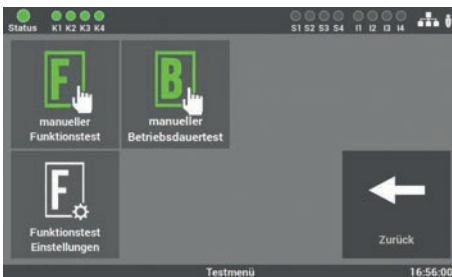 Status K1 K2 K3 K4 S1 S2 S3 S4 I1 I2 I3 I4
F B
manueller
Funktionstest
manueller
Betriebsdauertest
F
Funktionstest
Einstellungen
Zurück
Testmenü 16:56:00